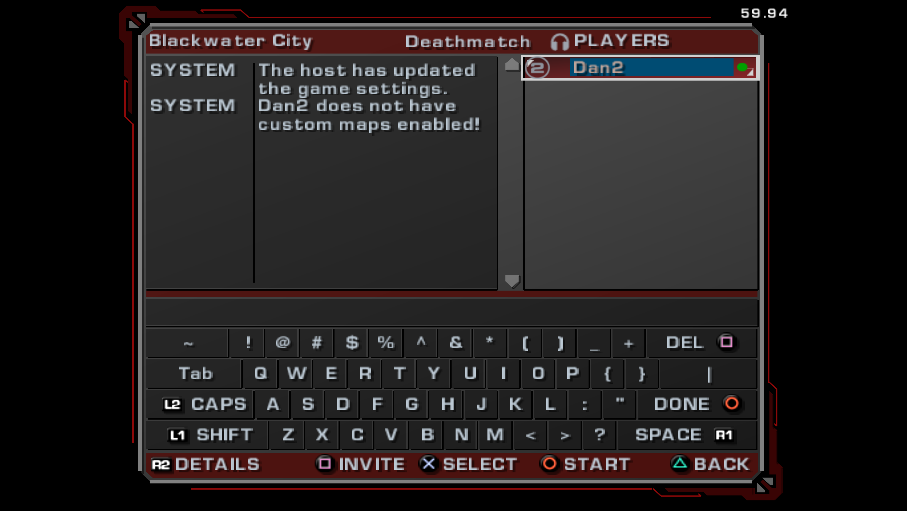 59.94
Blackwater City Deathmatch PLAYERS
SYSTEM The host has updated
the game settings.
SYSTEM Dan2 does not have
custom maps enabled!
2 Dan2
~ ! @ # $ % ^ & * ( ) _ + DEL
Tab Q W E R T Y U I O P { } |
L2 CAPS A S D F G H J K L : " DONE
L1 SHIFT Z X C V B N M < > ? SPACE R1
R2 DETAILS INVITE SELECT START BACK